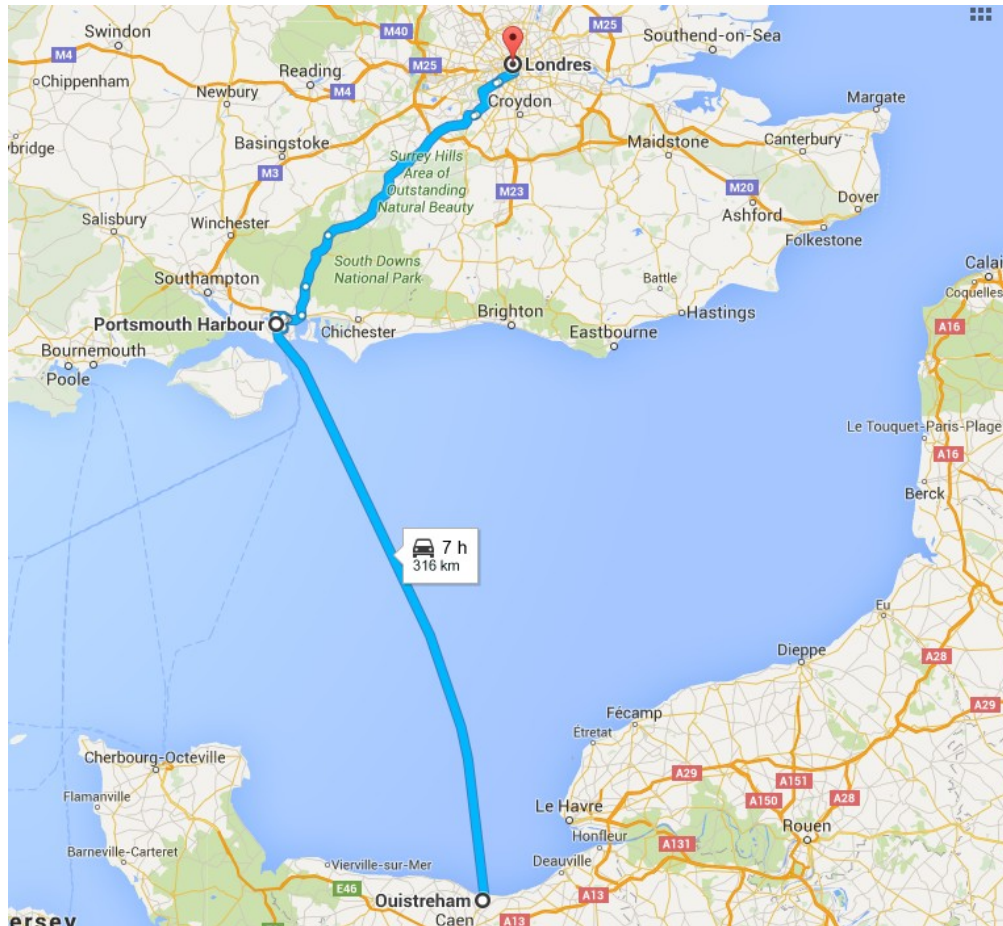 Swindon
M40
M25
Southend-on-Sea
M4
Chippenham
Reading
M25
Londres
Newbury
M4
Croydon
Margate
wbridge
Basingstoke
Maidstone
Canterbury
M3
Surrey Hills
Area of
Outstanding
Natural Beauty
M23
M20
Dover
Salisbury
Winchester
Ashford
Folkestone
South Downs
National Park
Southampton
Battle
Calai
Coquelles
Portsmouth Harbour
Chichester
Brighton
Hastings
A16
Eastbourne
Bournemouth
Poole
Le Touquet-Paris-Plage
A16
Berck
7 h
316 km
Eu
Dieppe
A28
A29
Fécamp
Étretat
Cherbourg-Octeville
A29
A151
Flamanville
A150
A28
Le Havre
Rouen
Honfleur
A131
Barneville-Carteret
Vierville-sur-Mer
Deauville
E46
A13
Ouistreham
Caen
A13
ersey